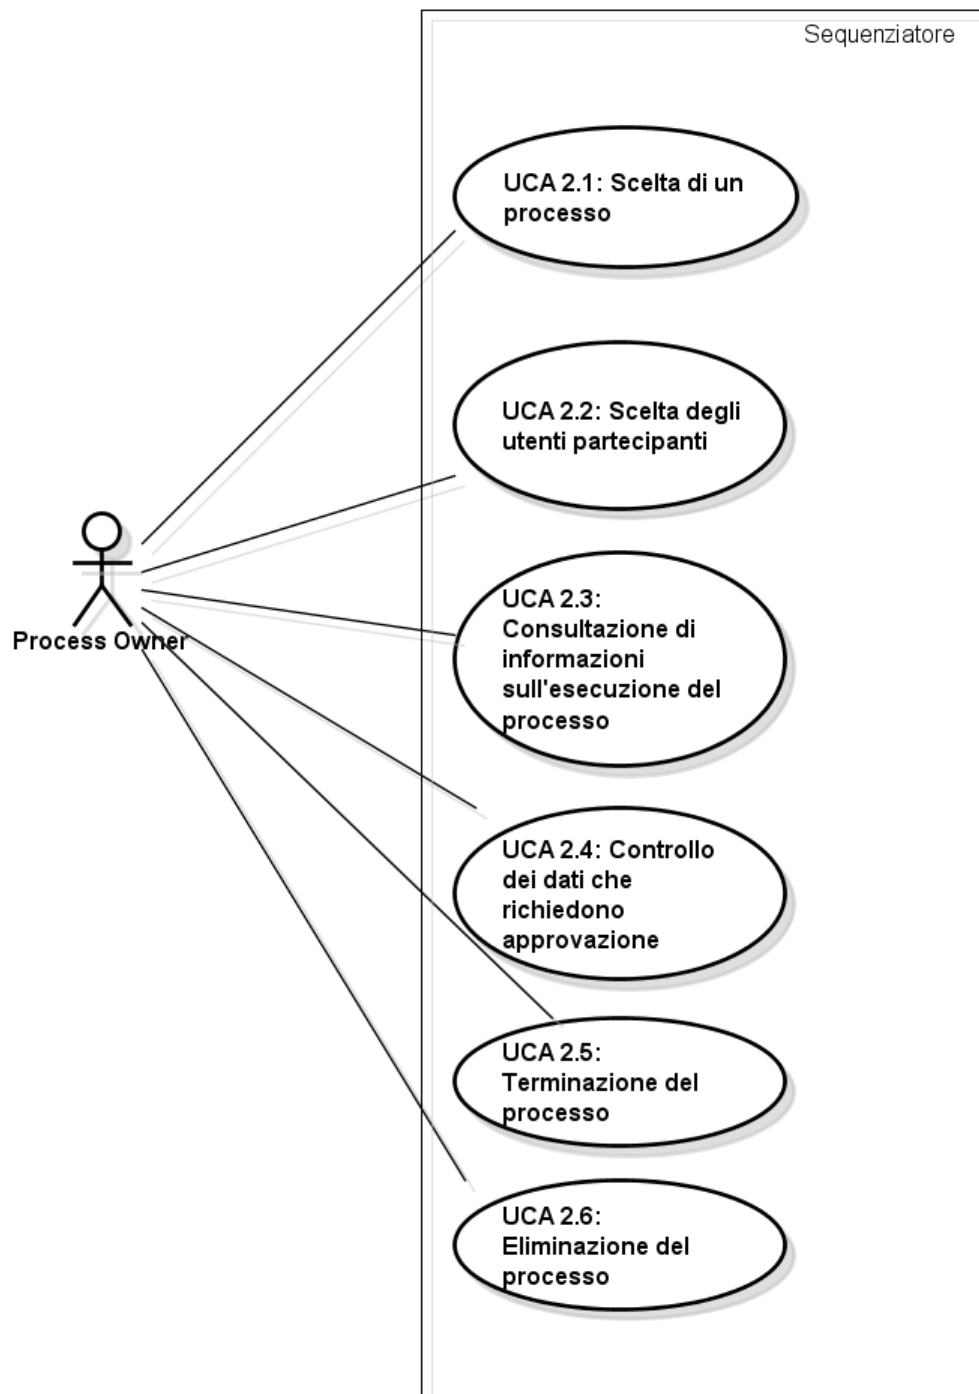 Sequenziatore
UCA 2.1: Scelta di un
processo
UCA 2.2: Scelta degli
utenti partecipanti
Process Owner
UCA 2.3:
Consultazione di
informazioni
sull'esecuzione del
processo
UCA 2.4: Controllo
dei dati che
richiedono
approvazione
UCA 2.5:
Terminazione del
processo
UCA 2.6:
Eliminazione del
processo